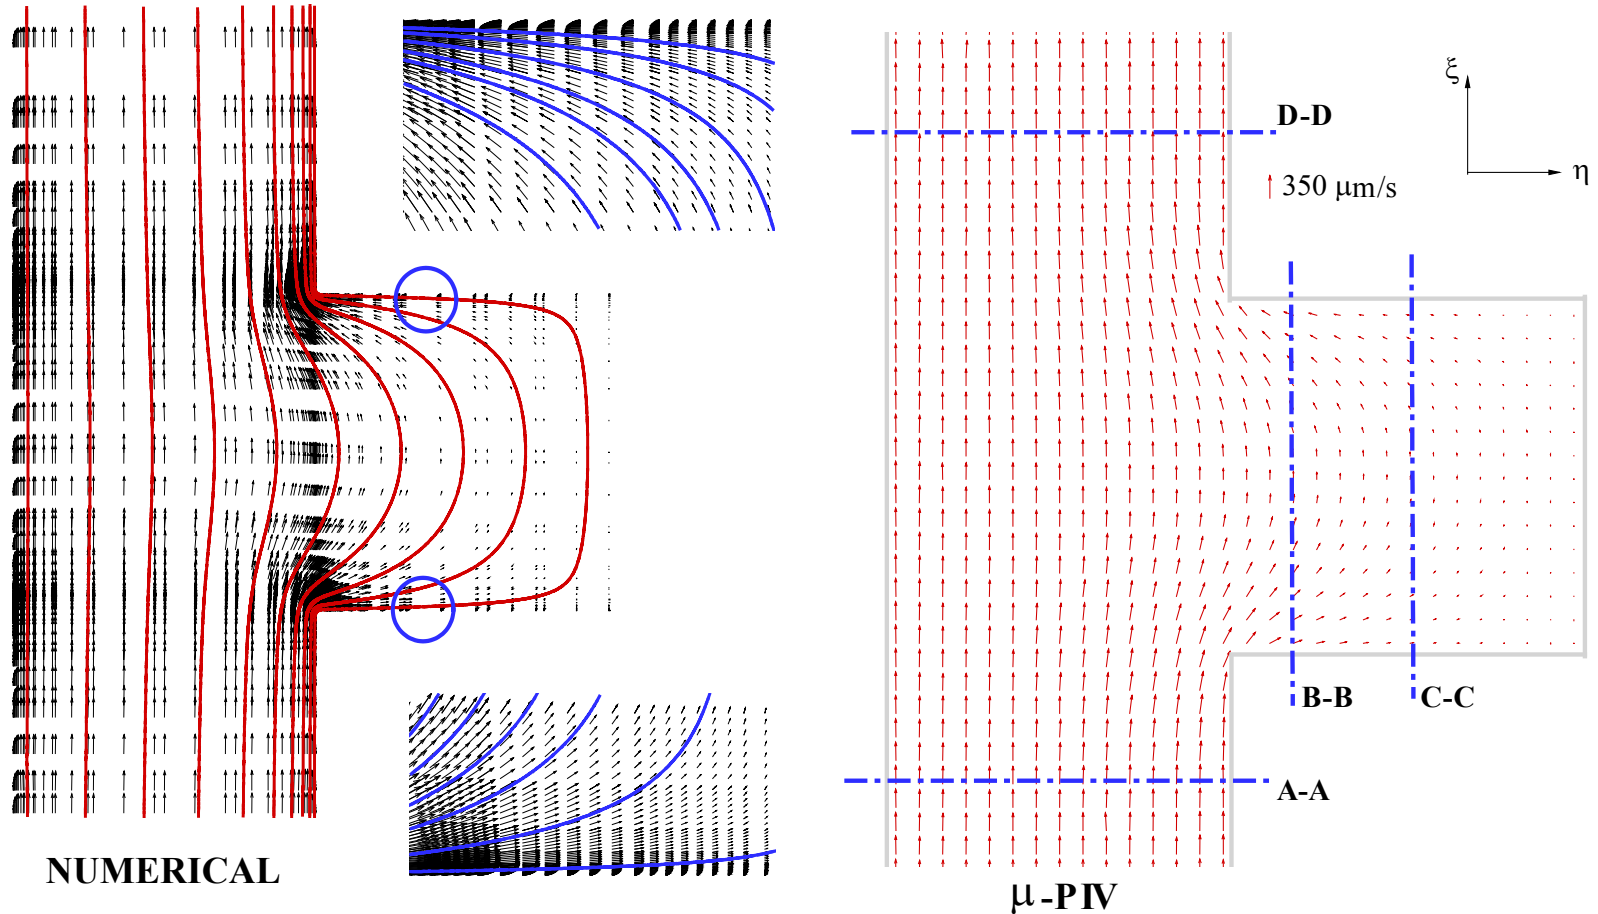 ξ
D-D
η
350 μm/s
B-B
C-C
A-A
NUMERICAL
μ-PIV